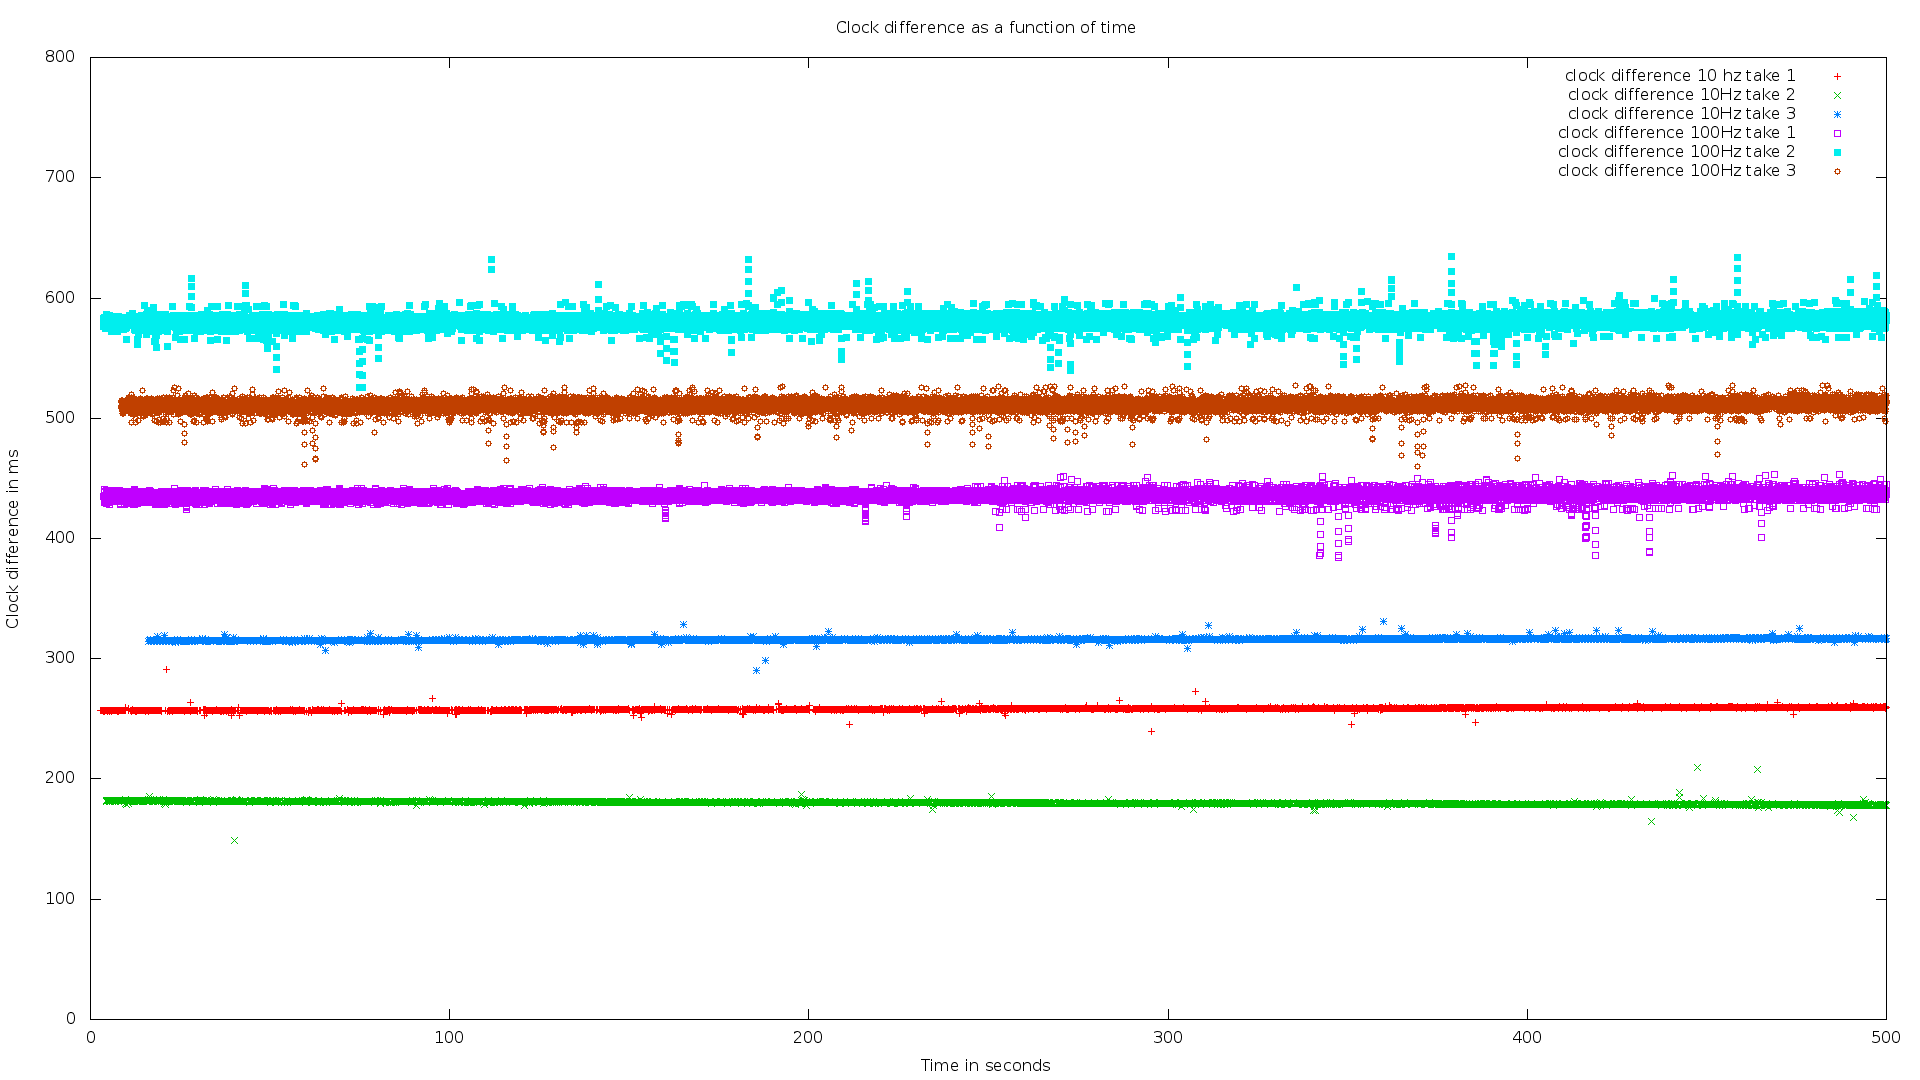 Clock difference as a function of time
800
700
600
500
400
300
200
100
0
0
100
200
300
400
500
Clock difference in ms
Time in seconds
clock difference 10 hz take 1
clock difference 10Hz take 2
clock difference 10Hz take 3
clock difference 100Hz take 1
clock difference 100Hz take 2
clock difference 100Hz take 3